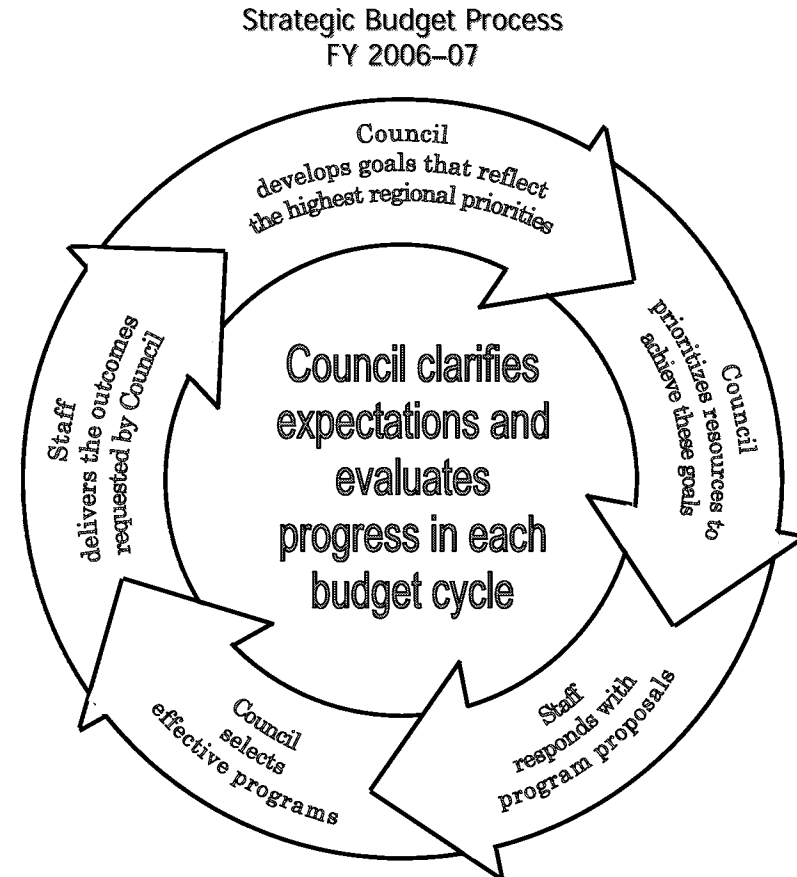 Strategic Budget Process
FY 2006–07
Council
develops goals that reflect
the highest regional priorities
Council
prioritizes resources to
achieve these goals
Staff
responds with
program proposals
Council
selects
effective programs
Staff
delivers the outcomes
requested by Council
Council clarifies
expectations and
evaluates
progress in each
budget cycle